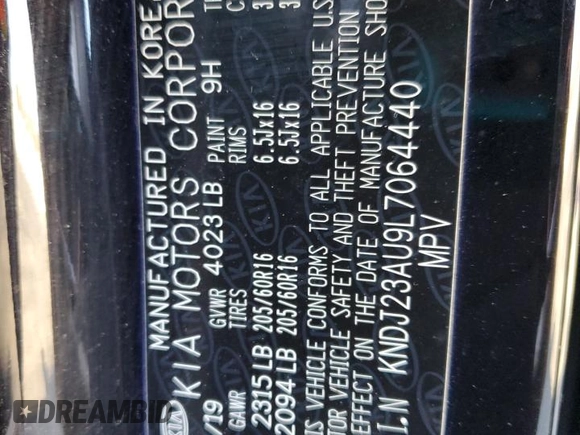 MANUFACTURED IN KOREA
KIA MOTORS CORPOR
/19 GVWR 4023 LB PAINT 9H
GAWR TIRES RIMS
2315 LB 205/60R16 6.5Jx16
2094 LB 205/60R16 6.5Jx16
IS VEHICLE CONFORMS TO ALL APPLICABLE U.S
TOR VEHICLE SAFETY AND THEFT PREVENTION
EFFECT ON THE DATE OF MANUFACTURE SHO
I.N KNDJ23AU9L7064440
MPV
DREAMBID